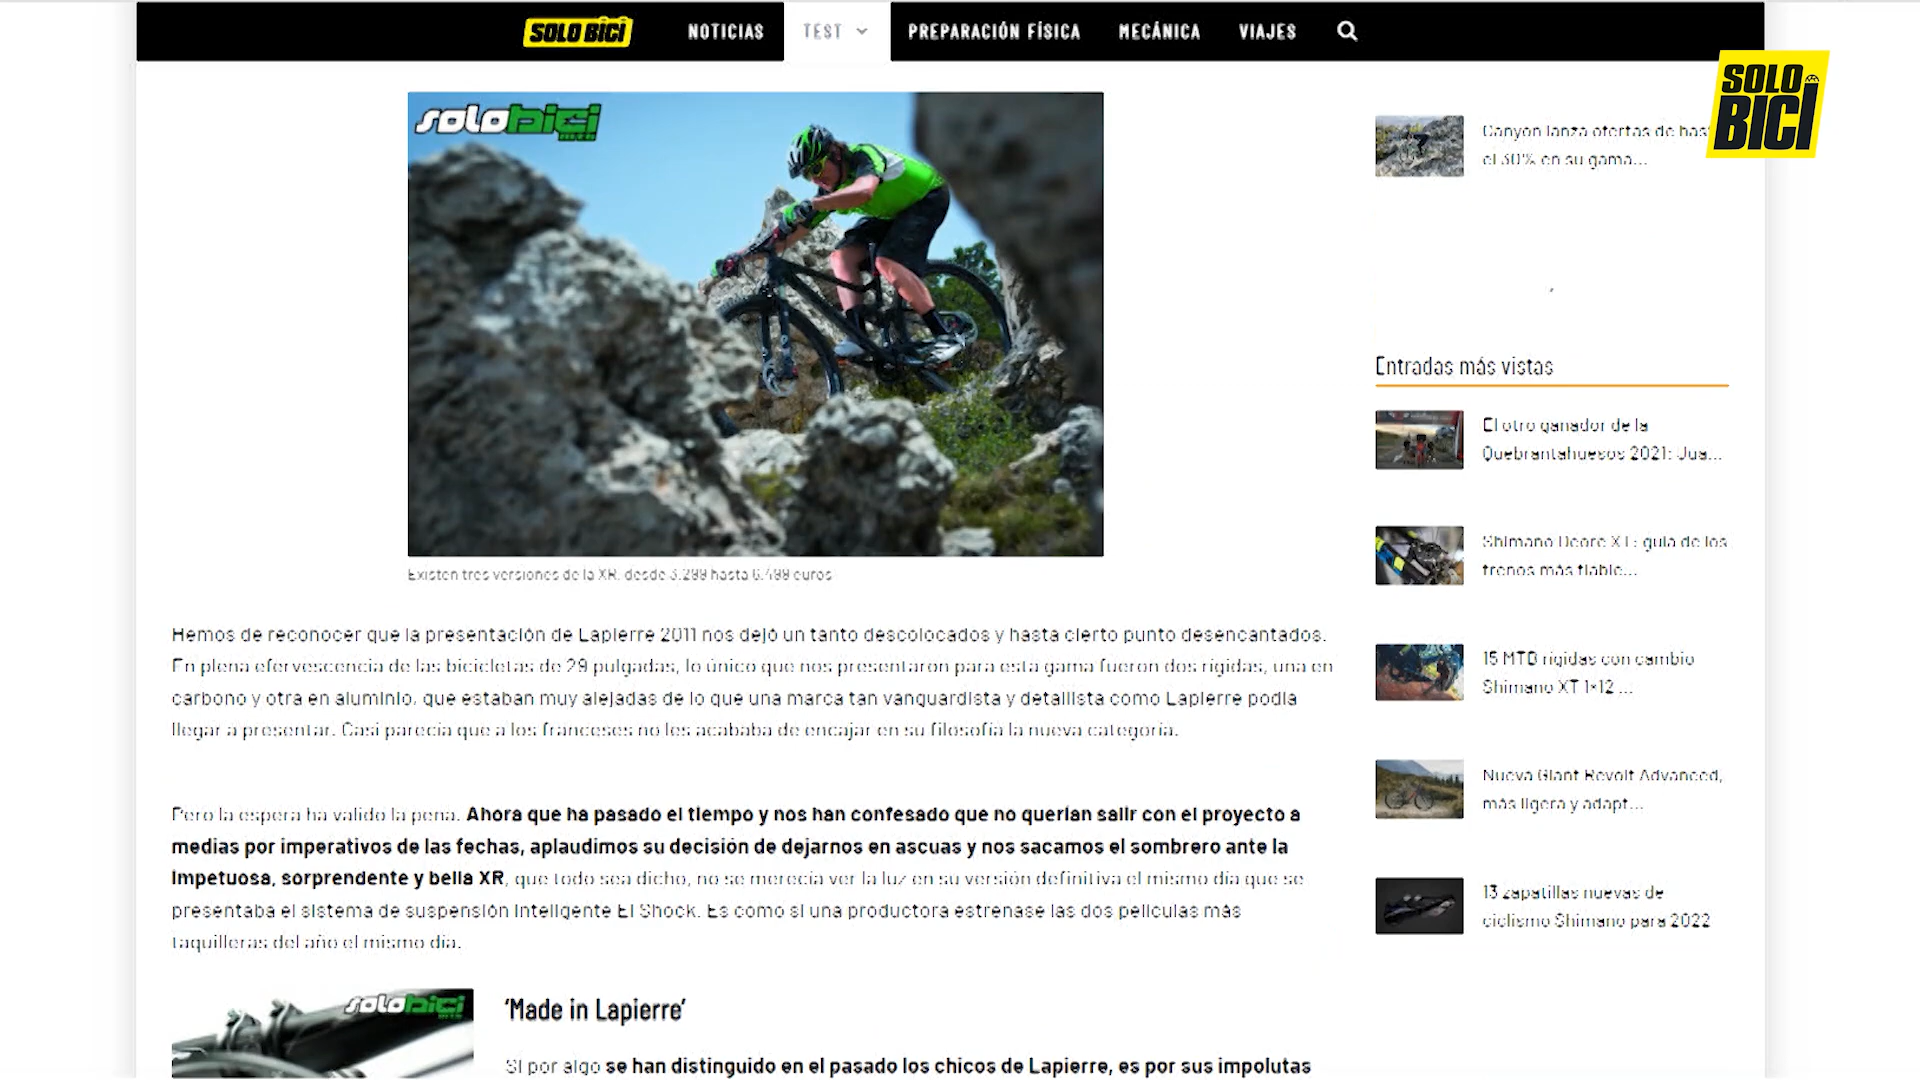 SOLO BICI
NOTICIAS
TEST
PREPARACIÓN FÍSICA
MECÁNICA
VIAJES
SOLO
BICI
solobici
Canyon lanza ofertas de has
el 30% en su gama...
Existen tres versiones de la XR, desde 3.299 hasta 6.499 euros
Entradas más vistas
El otro ganador de la
Quebrantahuesos 2021: Jua...
Shimano Deore XT: guía de los
frenos más fiable...
15 MTB rígidas con cambio
Shimano XT 1×12 ...
Nueva Giant Revolt Advanced,
más ligera y adapt...
13 zapatillas nuevas de
ciclismo Shimano para 2022
Hemos de reconocer que la presentación de Lapierre 2011 nos dejó un tanto descolocados y hasta cierto punto desencantados.
En plena efervescencia de las bicicletas de 29 pulgadas, lo único que nos presentaron para esta gama fueron dos rígidas, una en
carbono y otra en aluminio, que estaban muy alejadas de lo que una marca tan vanguardista y detallista como Lapierre podía
llegar a presentar. Casi parecía que a los franceses no les acababa de encajar en su filosofía la nueva categoría.
Pero la espera ha valido la pena. Ahora que ha pasado el tiempo y nos han confesado que no querían salir con el proyecto a
medias por imperativos de las fechas, aplaudimos su decisión de dejarnos en ascuas y nos sacamos el sombrero ante la
impetuosa, sorprendente y bella XR, que todo sea dicho, no se merecía ver la luz en su versión definitiva el mismo día que se
presentaba el sistema de suspensión inteligente EI Shock. Es como si una productora estrenase las dos películas más
taquilleras del año el mismo día.
solobici
'Made in Lapierre'
Si por algo se han distinguido en el pasado los chicos de Lapierre, es por sus impolutas